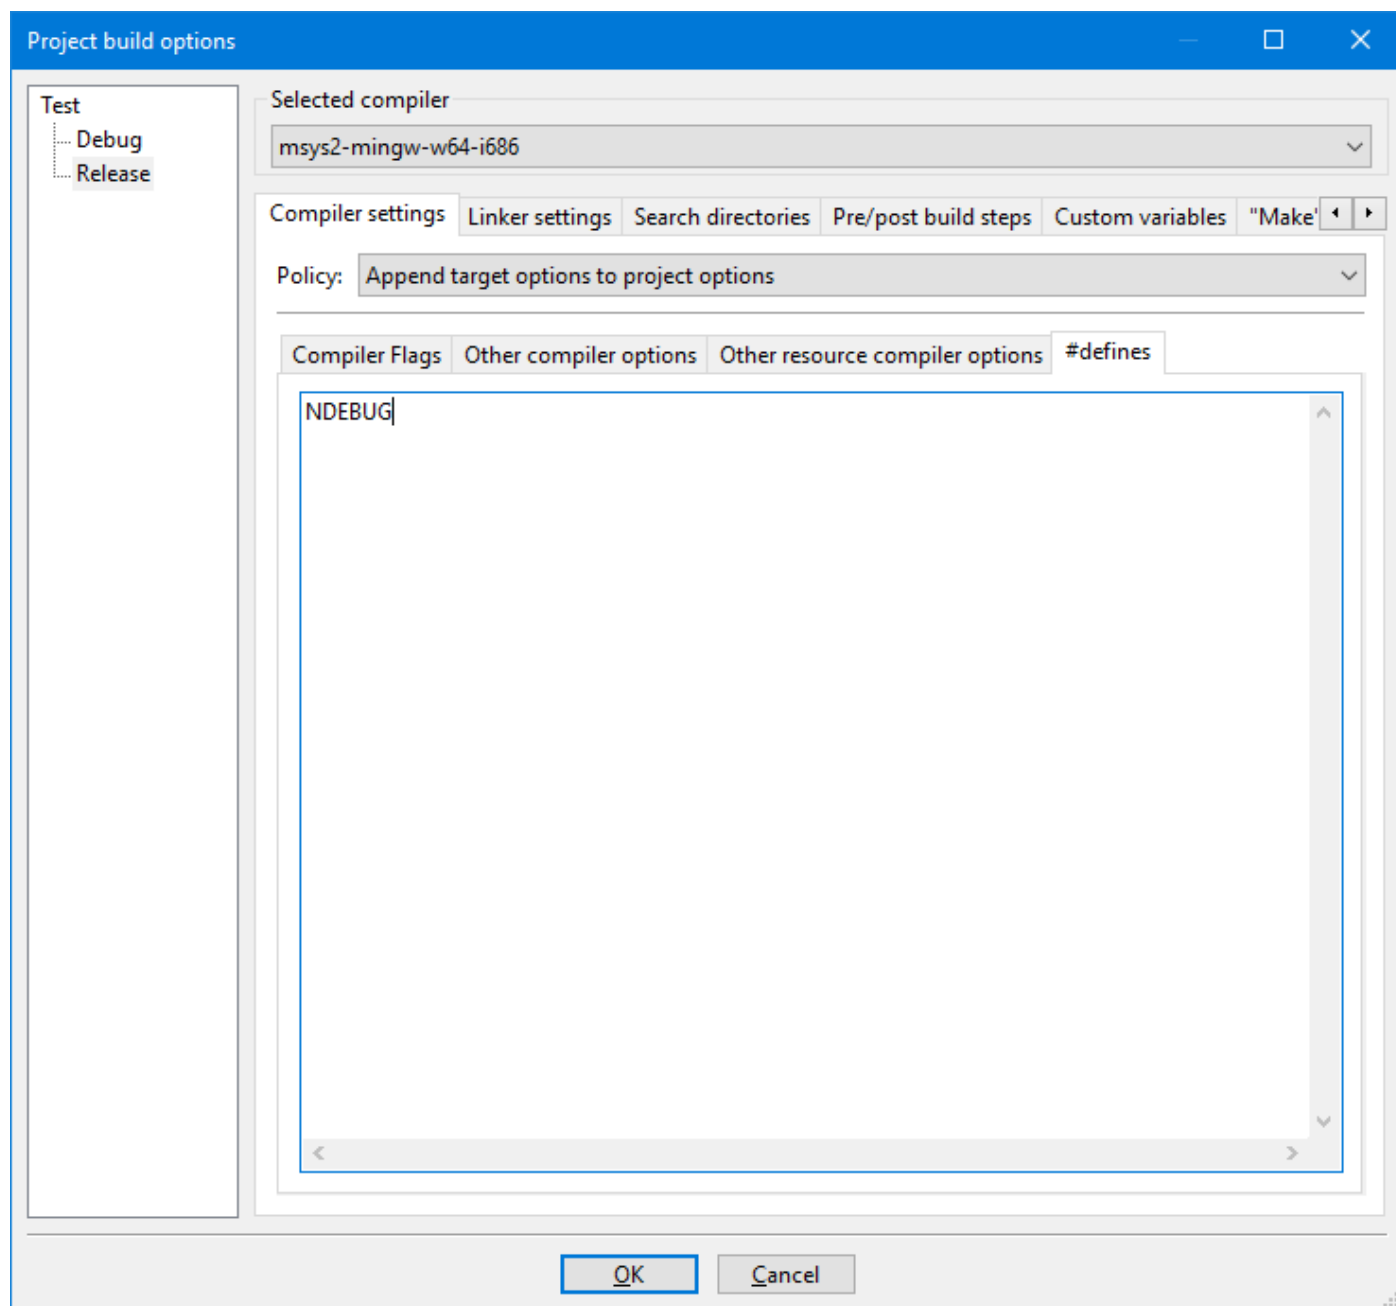 Project build options
Test
Debug
Release
Selected compiler
msys2-mingw-w64-i686
Compiler settings Linker settings Search directories Pre/post build steps Custom variables "Make"
Policy: Append target options to project options
Compiler Flags Other compiler options Other resource compiler options #defines
NDEBUG
OK Cancel